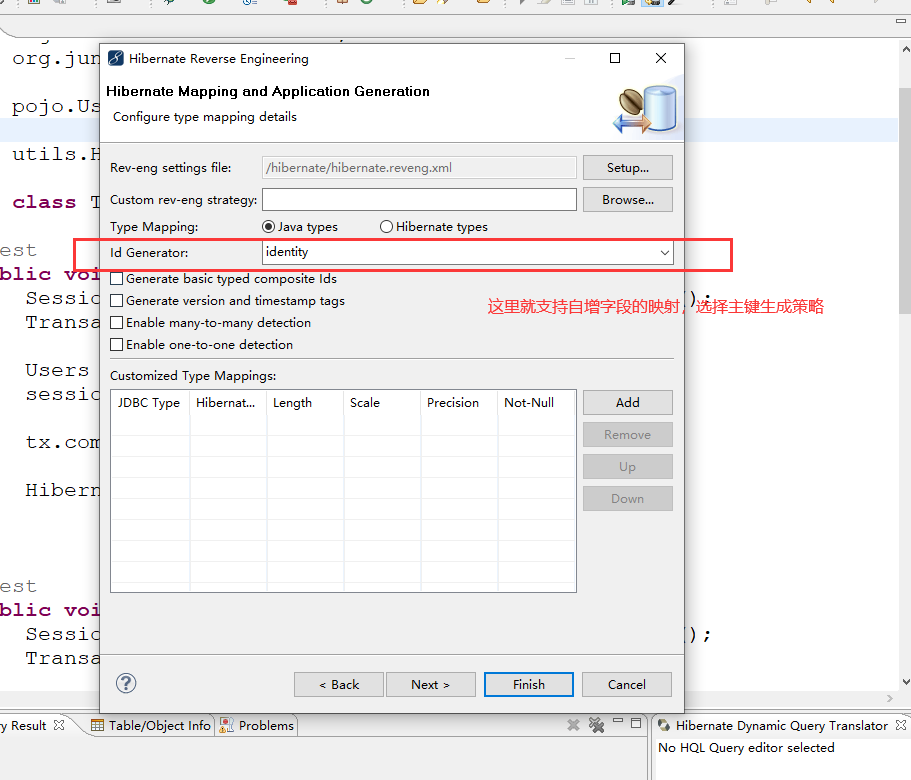 org.jun
Hibernate Reverse Engineering
Hibernate Mapping and Application Generation
Configure type mapping details
pojo.Us
utils.H
Rev-eng settings file:
/hibernate/hibernate.reveng.xml
Setup...
Custom rev-eng strategy:
Browse...
class T
Type Mapping:
Java types
Hibernate types
est
Id Generator:
identity
blic voi
Generate basic typed composite Ids
Sessio
Generate version and timestamp tags
);
这里就支持自增字段的映射，选择主键生成策略
Transa
Enable many-to-many detection
Enable one-to-one detection
Users
Customized Type Mappings:
sessio
JDBC Type
Hibernat...
Length
Scale
Precision
Not-Null
Add
Remove
Up
Down
tx.com
Hibern
est
blic voi
Sessio
);
Transa
< Back
Next >
Finish
Cancel
y Result
Table/Object Info
Problems
Hibernate Dynamic Query Translator
No HQL Query editor selected